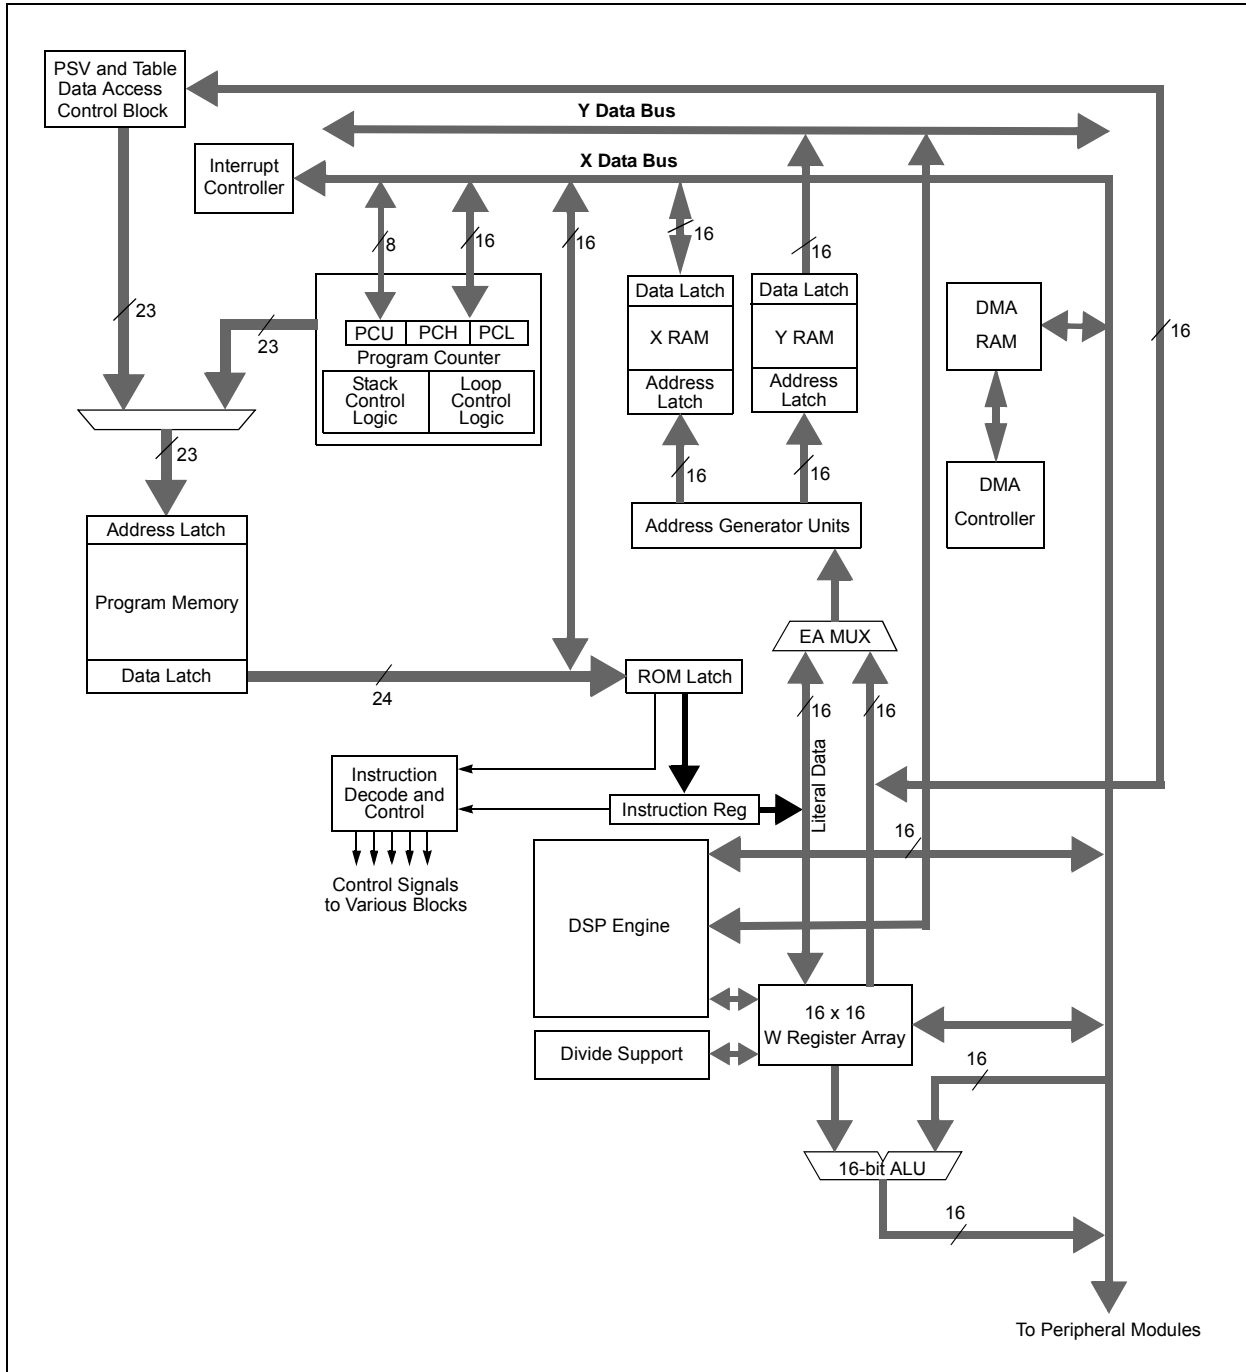 PSV and Table
Data Access
Control Block
Y Data Bus
Interrupt
Controller
X Data Bus
8
16
16
16
16
23
23
16
Data Latch
Data Latch
X RAM
Y RAM
Address
Latch
Address
Latch
DMA
RAM
PCU
PCH
PCL
Program Counter
Stack
Control
Logic
Loop
Control
Logic
23
16
16
DMA
Controller
Address Generator Units
Address Latch
Program Memory
Data Latch
24
ROM Latch
EA MUX
16
16
Literal Data
Instruction
Decode and
Control
Instruction Reg
Control Signals
to Various Blocks
16
DSP Engine
16 x 16
W Register Array
Divide Support
16
16-bit ALU
16
To Peripheral Modules